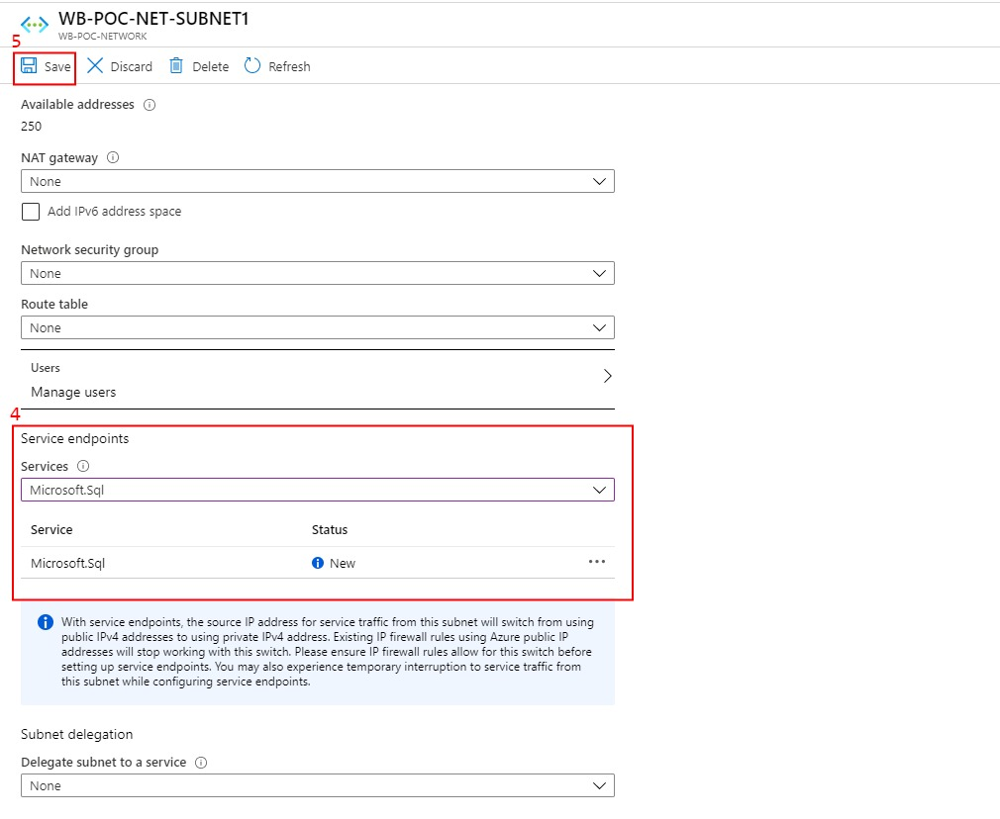 WB-POC-NET-SUBNET1
WB-POC-NETWORK
5
Save Discard Delete Refresh
Available addresses
250
NAT gateway
None
Add IPv6 address space
Network security group
None
Route table
None
Users
Manage users
4
Service endpoints
Services
Microsoft.Sql
Service Status
Microsoft.Sql New
With service endpoints, the source IP address for service traffic from this subnet will switch from using
public IPv4 addresses to using private IPv4 address. Existing IP firewall rules using Azure public IP
addresses will stop working with this switch. Please ensure IP firewall rules allow for this switch before
setting up service endpoints. You may also experience temporary interruption to service traffic from
this subnet while configuring service endpoints.
Subnet delegation
Delegate subnet to a service
None